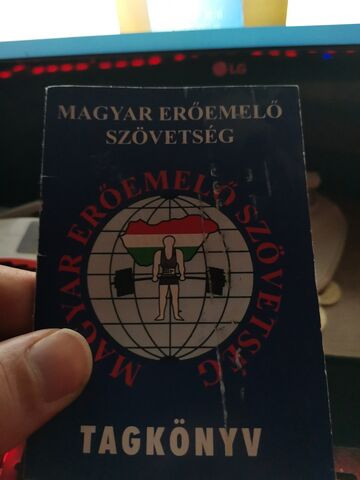 LG
MAGYAR ERŐEMELŐ
SZÖVETSÉG
MAGYAR ERŐEMELŐ SZÖVETSÉG
TAGKÖNYV